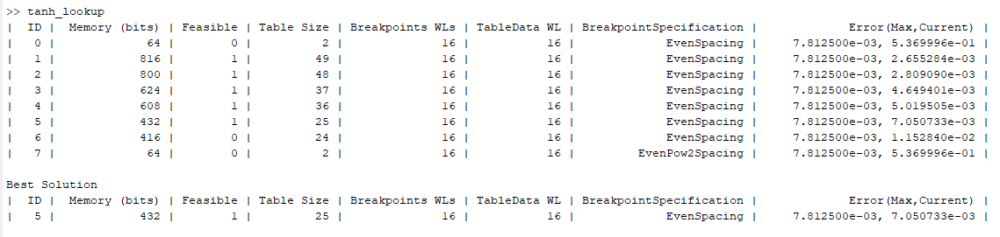 >> tanh_lookup
| ID | Memory (bits) | Feasible | Table Size | Breakpoints WLs | TableData WL | BreakpointSpecification | Error(Max,Current) |
| 0 | 64 | 0 | 2 | 16 | 16 | EvenSpacing | 7.812500e-03, 5.369996e-01 |
| 1 | 816 | 1 | 49 | 16 | 16 | EvenSpacing | 7.812500e-03, 2.655284e-03 |
| 2 | 800 | 1 | 48 | 16 | 16 | EvenSpacing | 7.812500e-03, 2.809090e-03 |
| 3 | 624 | 1 | 37 | 16 | 16 | EvenSpacing | 7.812500e-03, 4.649401e-03 |
| 4 | 608 | 1 | 36 | 16 | 16 | EvenSpacing | 7.812500e-03, 5.019505e-03 |
| 5 | 432 | 1 | 25 | 16 | 16 | EvenSpacing | 7.812500e-03, 7.050733e-03 |
| 6 | 416 | 0 | 24 | 16 | 16 | EvenSpacing | 7.812500e-03, 1.152840e-02 |
| 7 | 64 | 0 | 2 | 16 | 16 | EvenPow2Spacing | 7.812500e-03, 5.369996e-01 |
Best Solution
| ID | Memory (bits) | Feasible | Table Size | Breakpoints WLs | TableData WL | BreakpointSpecification | Error(Max,Current) |
| 5 | 432 | 1 | 25 | 16 | 16 | EvenSpacing | 7.812500e-03, 7.050733e-03 |